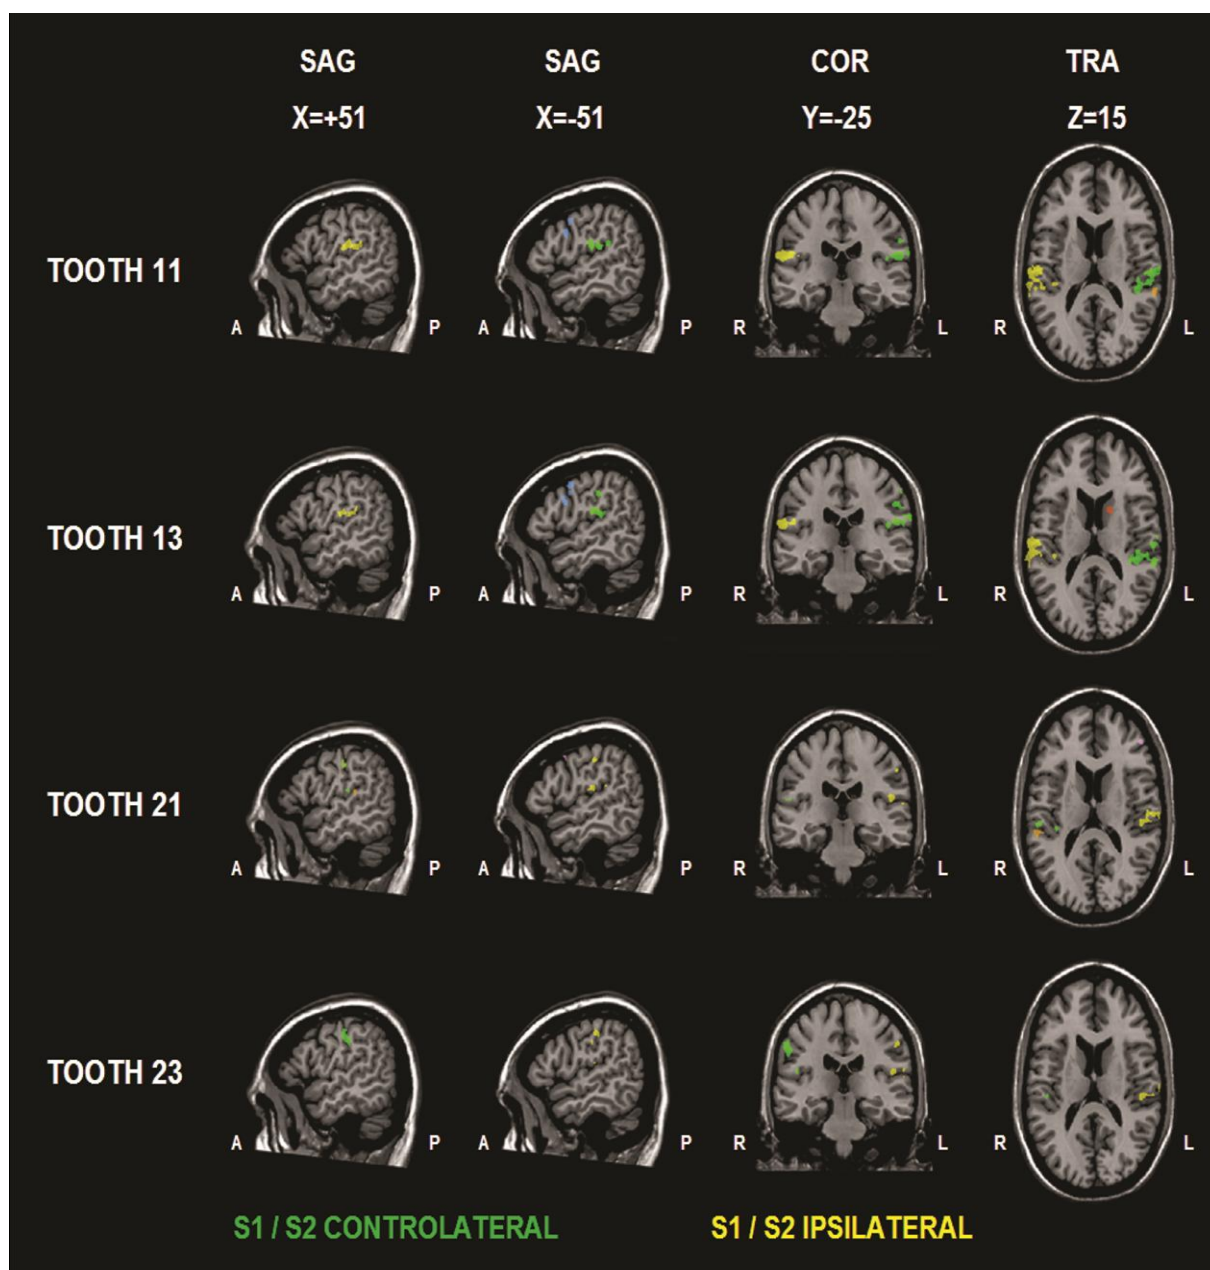 SAG SAG COR TRA
X=+51 X=-51 Y=-25 Z=15
TOOTH 11
A P A P R L R L
TOOTH 13
A P A P R L R L
TOOTH 21
A P A P R L R L
TOOTH 23
A P A P R L R L
S1 / S2 CONTROLATERAL S1 / S2 IPSILATERAL